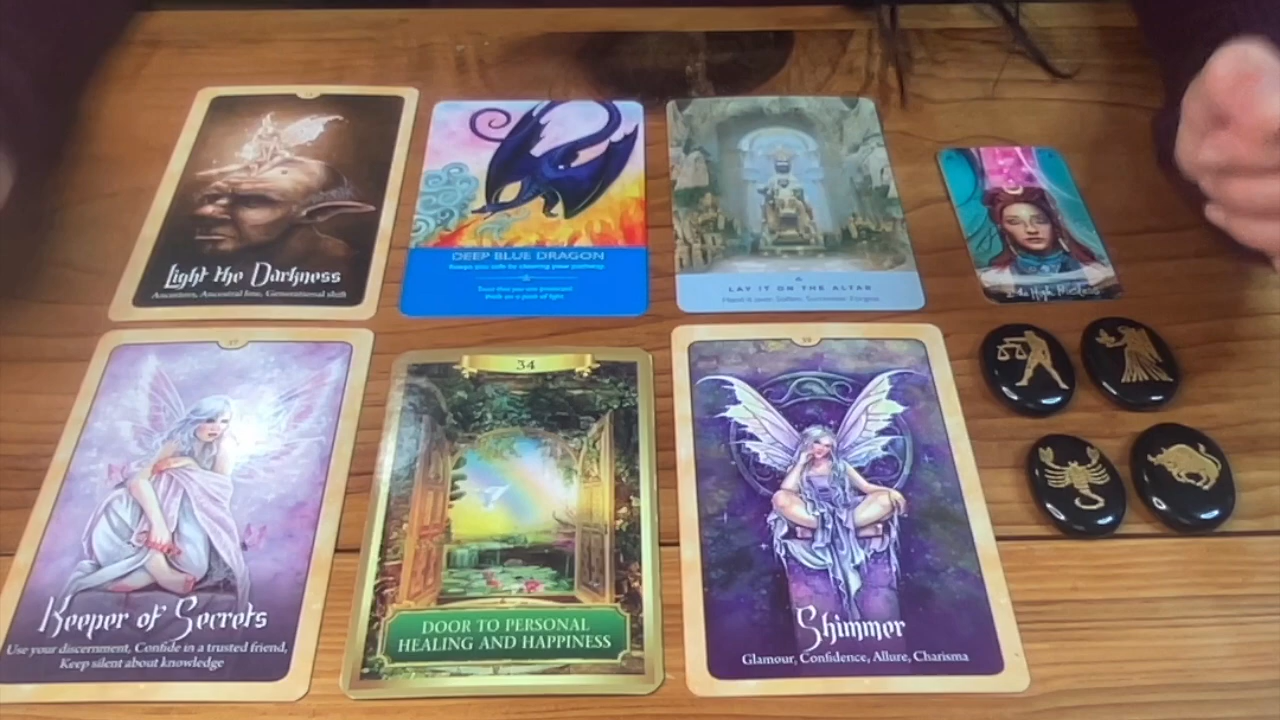 Light the Darkness
Ancestors, Ancestral line, Generational shift
DEEP BLUE DRAGON
Keeps you safe by clearing your pathway
Trust that you are protected
Walk on a path of light
LAY IT ON THE ALTAR
Hand it over. Soften. Surrender. Forgive.
High Priestess
37
Keeper of Secrets
Use your discernment, Confide in a trusted friend,
Keep silent about knowledge
34
DOOR TO PERSONAL
HEALING AND HAPPINESS
Shimmer
Glamour, Confidence, Allure, Charisma